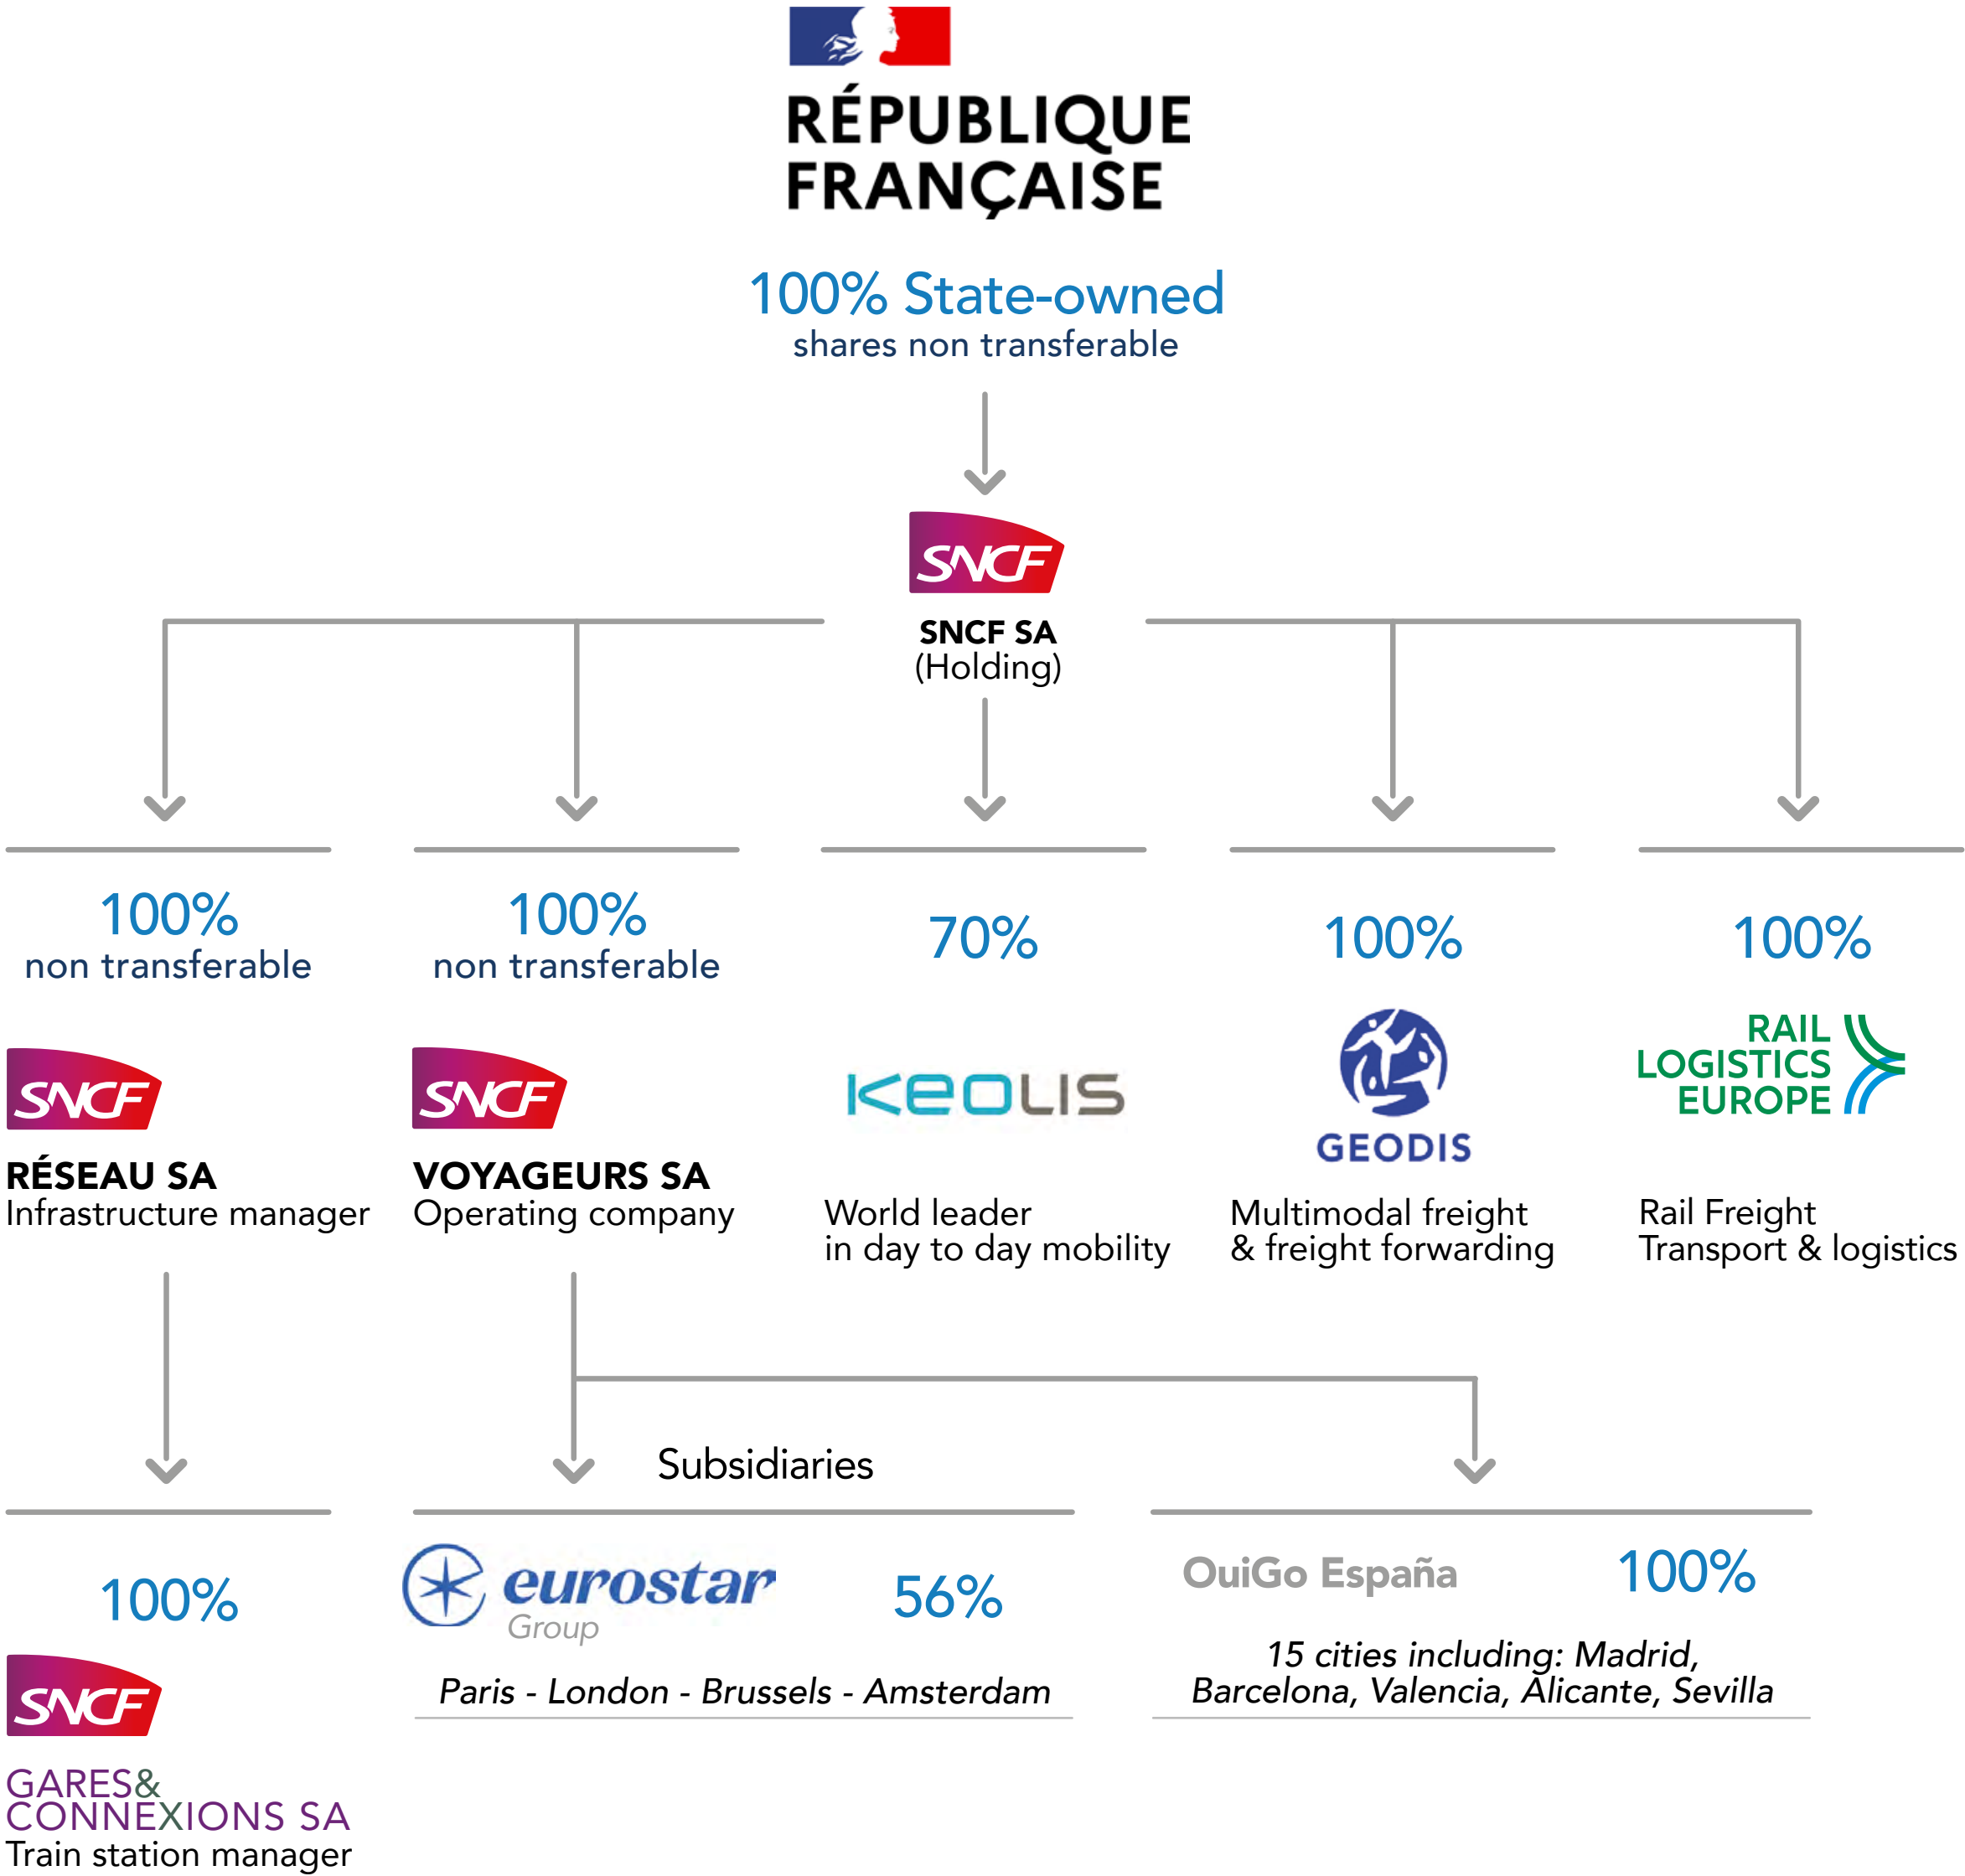 RÉPUBLIQUE
FRANÇAISE
100% State-owned
shares non transferable
SNCF
SNCF SA
(Holding)
100%
non transferable
SNCF
RÉSEAU SA
Infrastructure manager
100%
non transferable
SNCF
VOYAGEURS SA
Operating company
70%
KEOLIS
World leader
in day to day mobility
100%
GEODIS
Multimodal freight
& freight forwarding
100%
RAIL
LOGISTICS
EUROPE
Rail Freight
Transport & logistics
100%
SNCF
GARES&
CONNEXIONS SA
Train station manager
Subsidiaries
eurostar
Group
56%
Paris - London - Brussels - Amsterdam
OuiGo España
100%
15 cities including: Madrid,
Barcelona, Valencia, Alicante, Sevilla